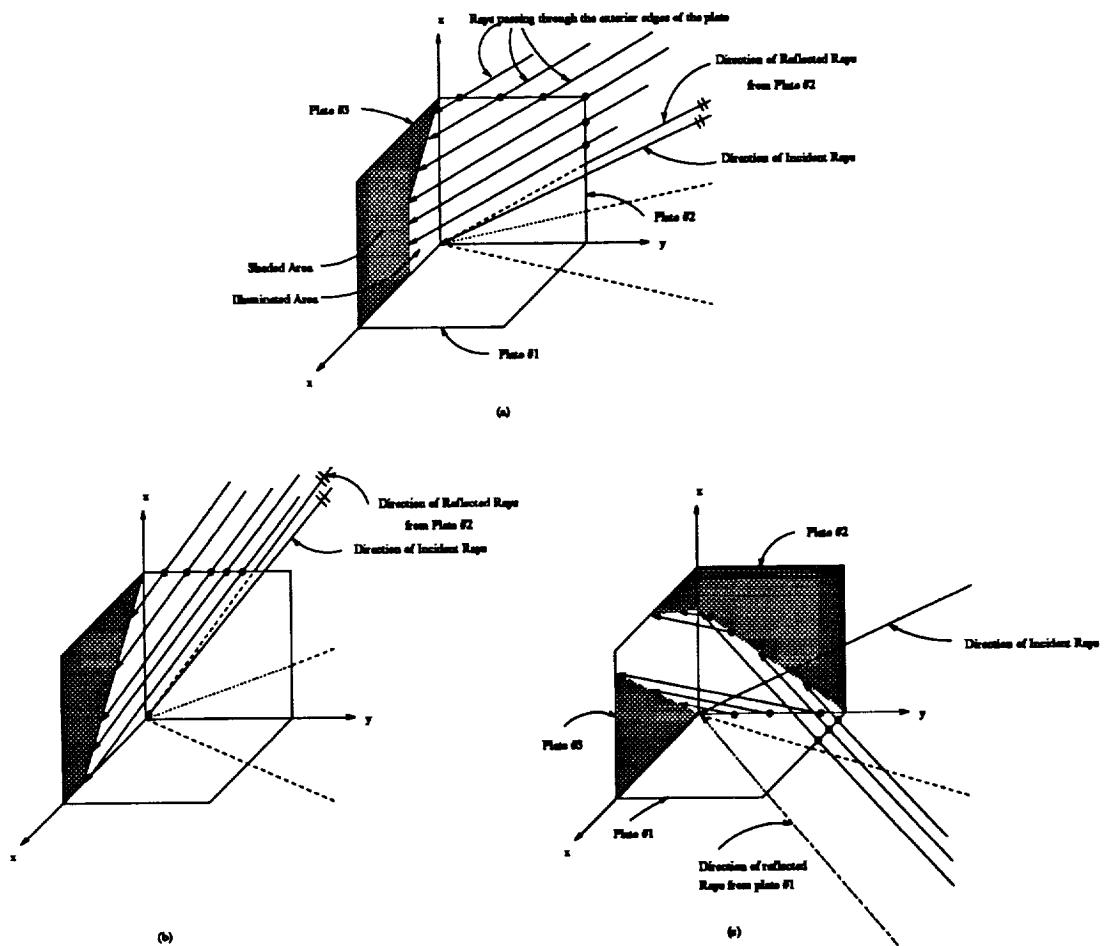 z
Rays passing through the exterior edges of the plate
Direction of Reflected Rays
from Plate #2
Plate #3
Direction of Incident Rays
Plate #2
y
Shaded Area
Illuminated Area
Plate #1
x
(a)
z
Direction of Reflected Rays
from Plate #2
Direction of Incident Rays
y
x
(b)
z
Plate #2
Direction of Incident Rays
y
Plate #3
Plate #1
x
Direction of reflected
Rays from plate #1
(c)